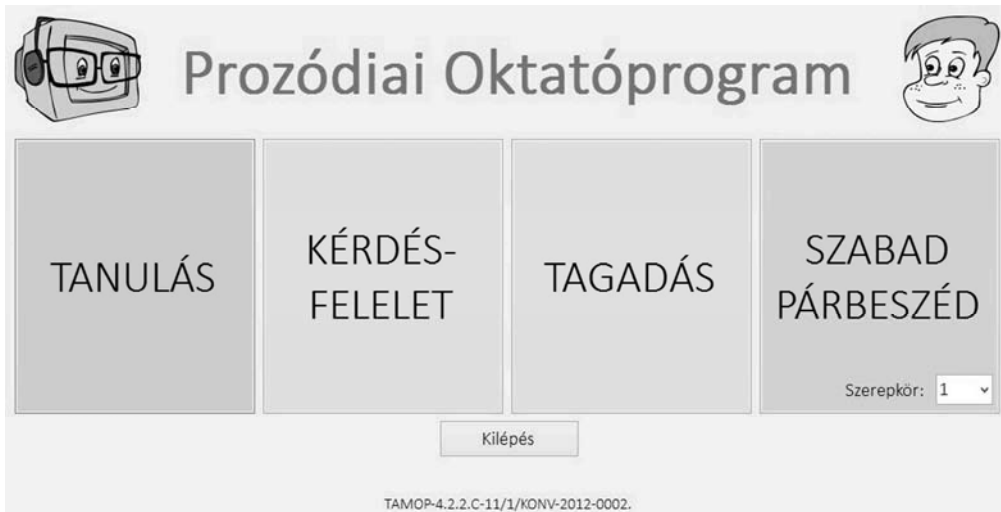 Prozódiai Oktatóprogram
TANULÁS
KÉRDÉS-
FELELET
TAGADÁS
SZABAD
PÁRBESZÉD
Szerepkör: 1
Kilépés
TAMOP-4.2.2.C-11/1/KONV-2012-0002.